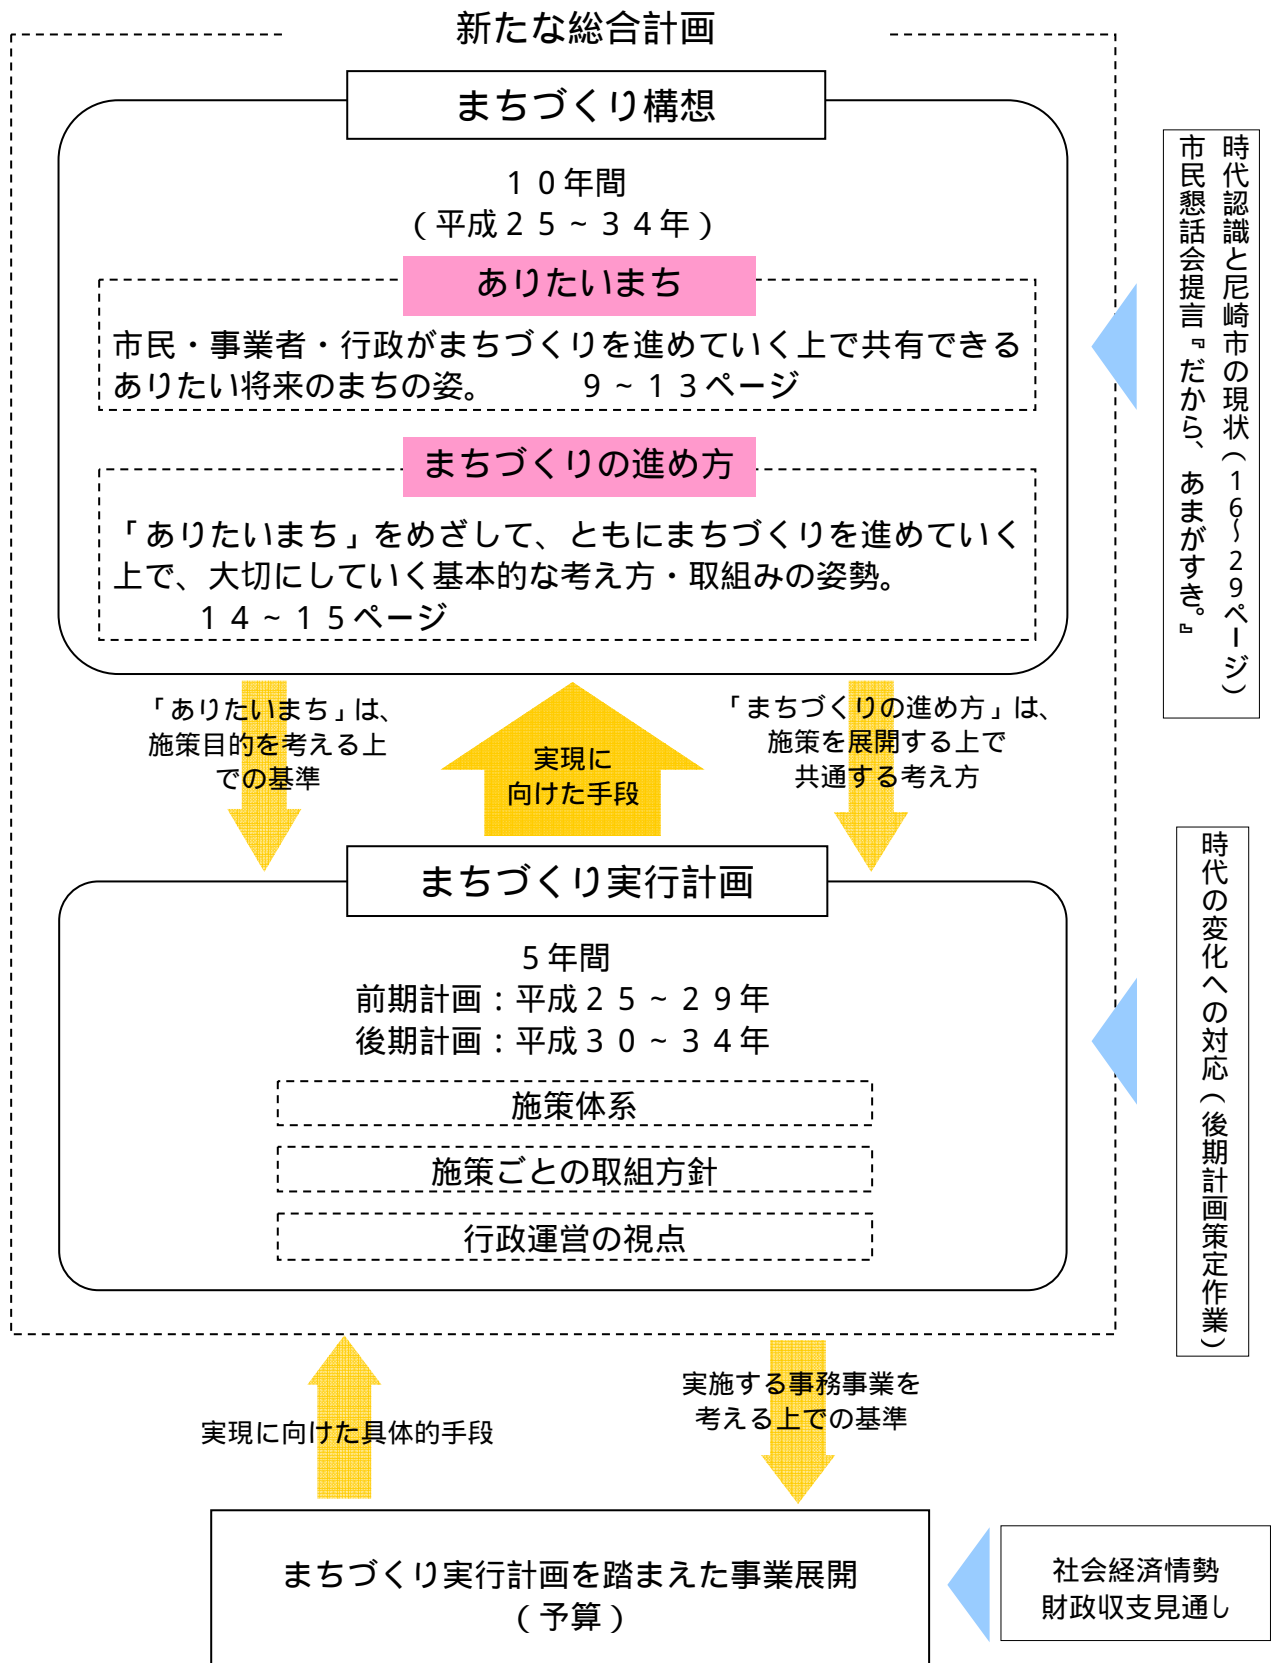 新たな総合計画
まちづくり構想
１０年間
（平成２５～３４年）
ありたいまち
市民・事業者・行政がまちづくりを進めていく上で共有できる
ありたい将来のまちの姿。　　９～１３ページ
まちづくりの進め方
「ありたいまち」をめざして、ともにまちづくりを進めていく
上で、大切にしていく基本的な考え方・取組みの姿勢。
１４～１５ページ
時代認識と尼崎市の現状（16～29ページ）
市民懇話会提言『だから、あまがすき。』
「ありたいまち」は、
施策目的を考える上
での基準
実現に
向けた手段
「まちづくりの進め方」は、
施策を展開する上で
共通する考え方
まちづくり実行計画
５年間
前期計画：平成２５～２９年
後期計画：平成３０～３４年
施策体系
施策ごとの取組方針
行政運営の視点
時代の変化への対応（後期計画策定作業）
実現に向けた具体的手段
実施する事務事業を
考える上での基準
まちづくり実行計画を踏まえた事業展開
（予算）
社会経済情勢
財政収支見通し